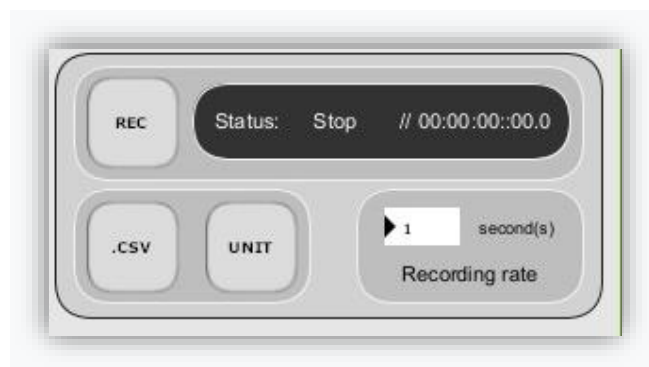 REC
Status: Stop // 00:00:00::00.0
.CSV
UNIT
1 second(s)
Recording rate